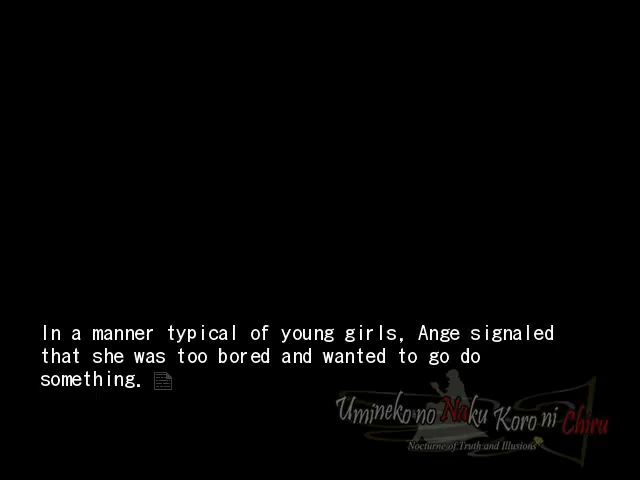 In a manner typical of young girls, Ange signaled
that she was too bored and wanted to go do
something.
Umineko no Naku Koro ni Chiru
Nocturne of Truth and Illusions